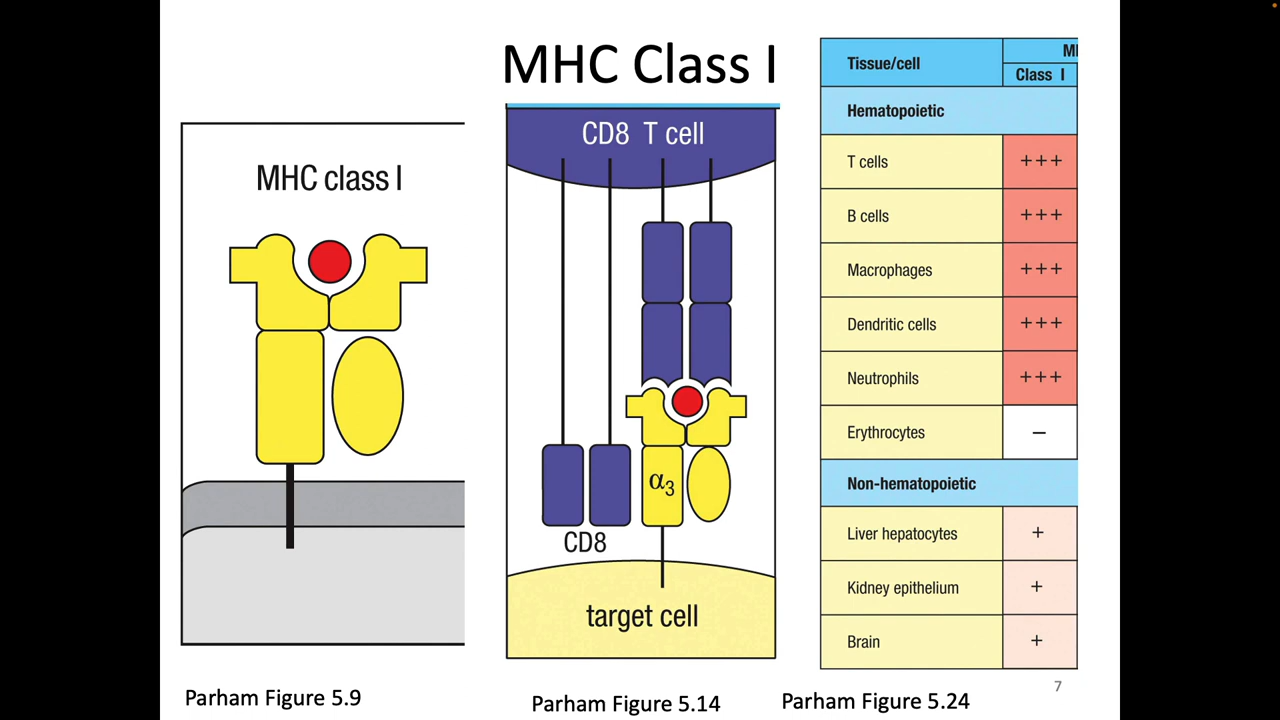 MHC Class I
MHC class I
Parham Figure 5.9
CD8 T cell
α3
CD8
target cell
Parham Figure 5.14
Tissue/cell
Class I
Hematopoietic
T cells +++
B cells +++
Macrophages +++
Dendritic cells +++
Neutrophils +++
Erythrocytes –
Non-hematopoietic
Liver hepatocytes +
Kidney epithelium +
Brain +
Parham Figure 5.24
7